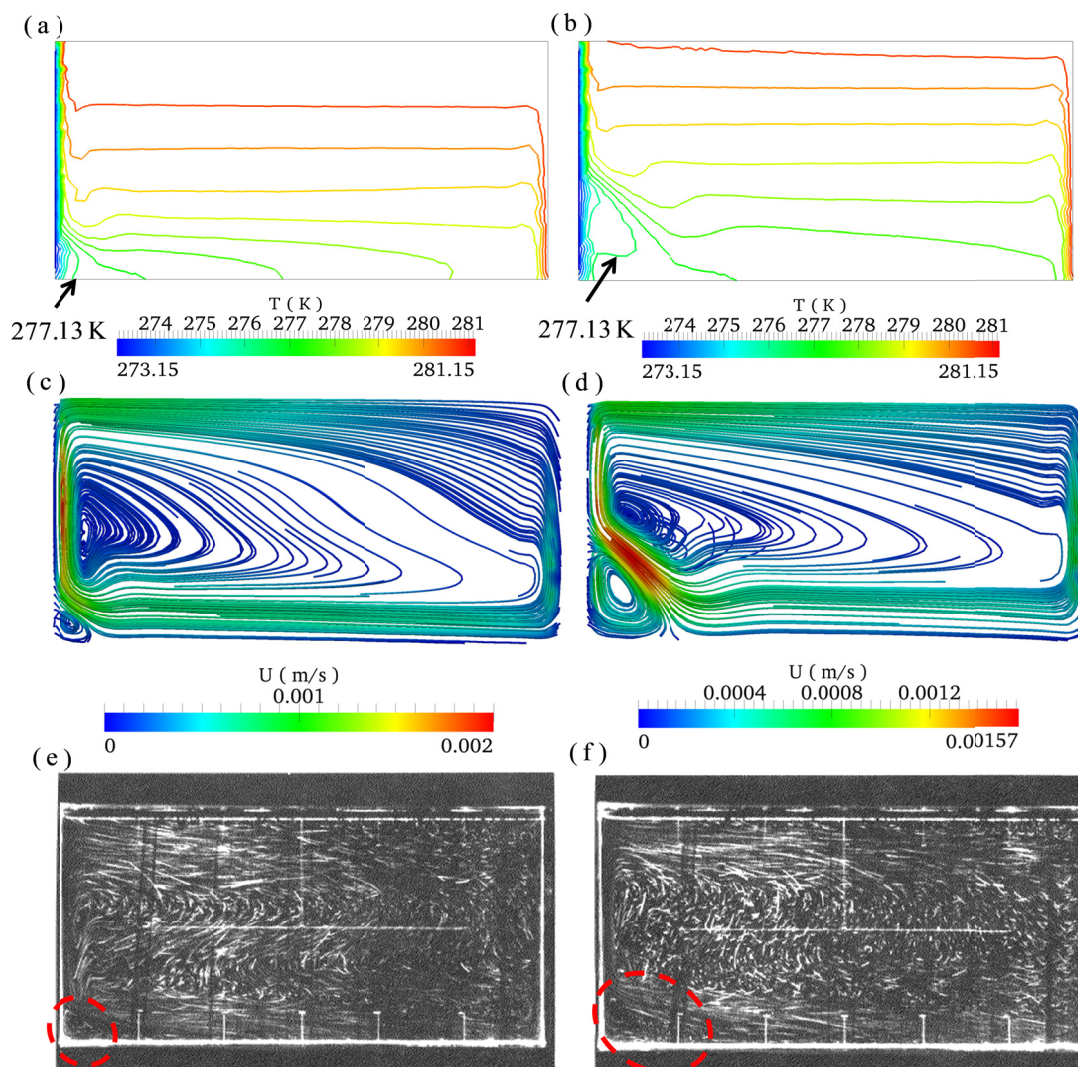 ( a )
( b )
277.13 K
T ( K )
274 275 276 277 278 279 280 281
273.15 281.15
277.13 K
T ( K )
274 275 276 277 278 279 280 281
273.15 281.15
( c )
( d )
U ( m/s )
0.001
0 0.002
U ( m/s )
0.0004 0.0008 0.0012
0 0.00157
( e )
( f )